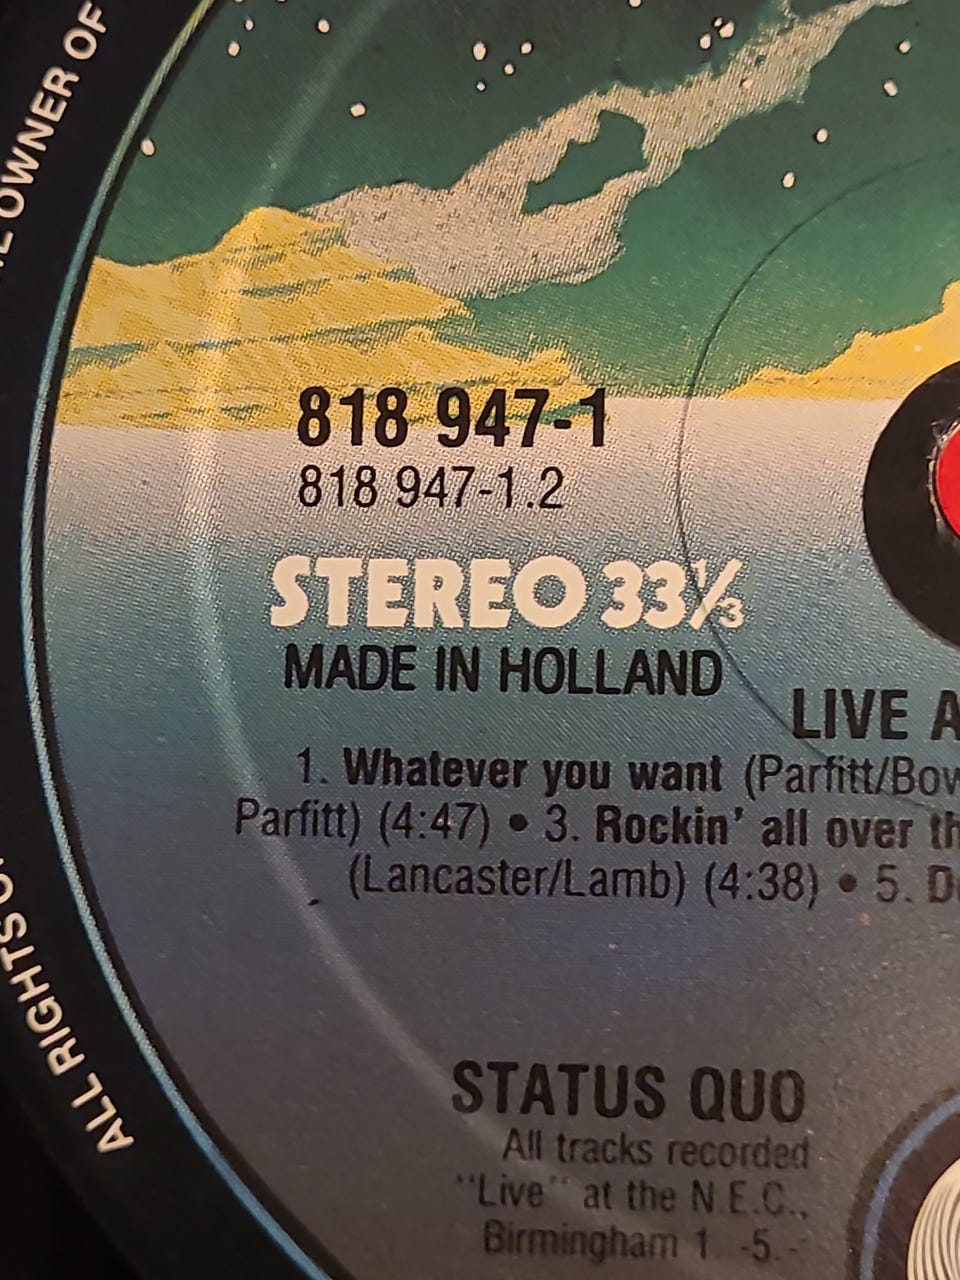 OWNER OF
818 947-1
818 947-1.2
STEREO 33⅓
MADE IN HOLLAND
LIVE A
1. Whatever you want (Parfitt/Bow
Parfitt) (4:47) • 3. Rockin' all over th
(Lancaster/Lamb) (4:38) • 5. D
ALL RIGHTS
STATUS QUO
All tracks recorded
"Live" at the N.E.C.,
Birmingham 1. -5.-